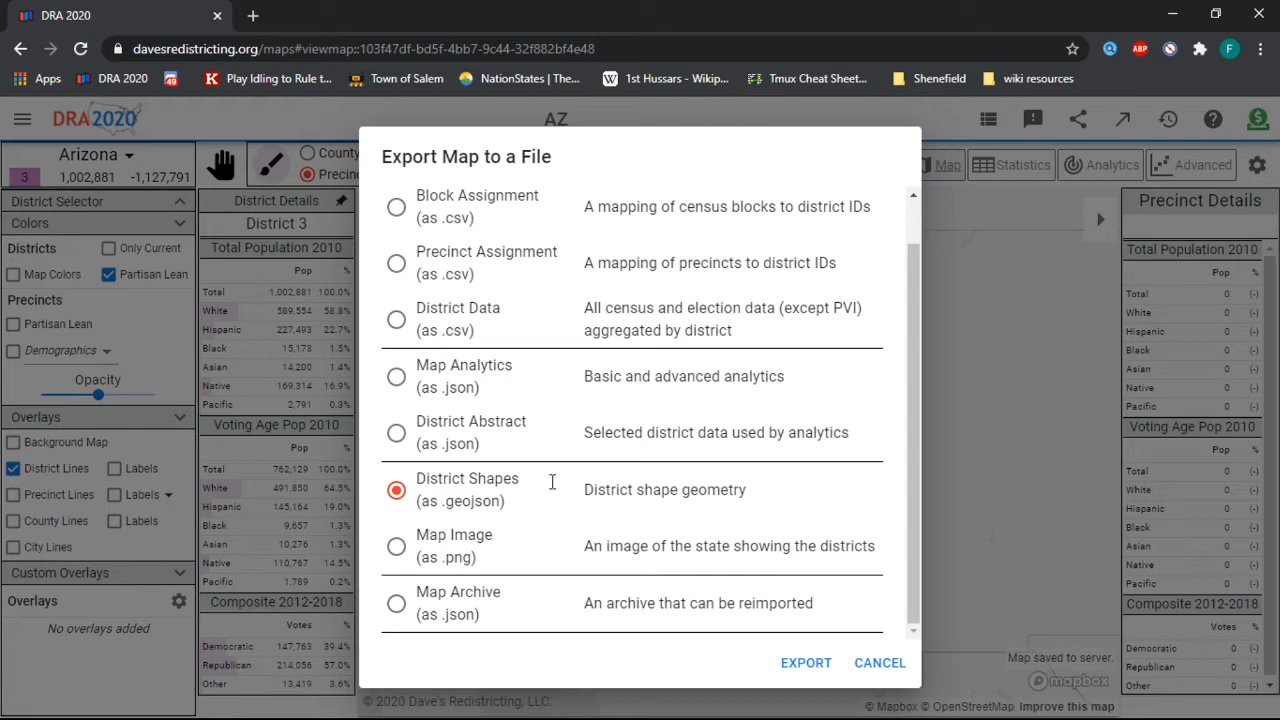 DRA 2020
davesredistricting.org/maps#viewmap::103f47df-bd5f-4bb7-9c44-32f882bf4e48
ABP
F
Apps DRA 2020 49 Play Idling to Rule t... Town of Salem NationStates | The... 1st Hussars - Wikip... Tmux Cheat Sheet... Shenefield wiki resources
DRA2020
AZ
Arizona
3 1,002,881 -1,127,791
County
Precinc
Map Statistics Analytics Advanced
District Selector
Colors
Districts Only Current
Map Colors Partisan Lean
Precincts
Partisan Lean
Demographics
Opacity
Overlays
Background Map
District Lines Labels
Precinct Lines Labels
County Lines Labels
City Lines
Custom Overlays
Overlays
No overlays added
District Details
District 3
Total Population 2010
Pop %
Total 1,002,881 100.0%
White 589,554 58.8%
Hispanic 227,493 22.7%
Black 15,173 1.5%
Asian 14,200 1.4%
Native 169,314 16.9%
Pacific 2,791 0.3%
Voting Age Pop 2010
Pop %
Total 762,129 100.0%
White 491,850 64.5%
Hispanic 145,164 19.0%
Black 9,657 1.3%
Asian 10,276 1.3%
Native 110,767 14.5%
Pacific 1,789 0.2%
Composite 2012-2018
Votes %
Democratic 147,763 39.4%
Republican 214,056 57.0%
Other 13,419 3.6%
Export Map to a File
Block Assignment
(as .csv)
A mapping of census blocks to district IDs
Precinct Assignment
(as .csv)
A mapping of precincts to district IDs
District Data
(as .csv)
All census and election data (except PVI)
aggregated by district
Map Analytics
(as .json)
Basic and advanced analytics
District Abstract
(as .json)
Selected district data used by analytics
District Shapes
(as .geojson)
District shape geometry
Map Image
(as .png)
An image of the state showing the districts
Map Archive
(as .json)
An archive that can be reimported
EXPORT CANCEL
Precinct Details
Total Population 2010
Pop %
Total 0 (-)
White 0 (-)
Hispanic 0 (-)
Black 0 (-)
Asian 0 (-)
Native 0 (-)
Pacific 0 (-)
Voting Age Pop 2010
Pop %
Total 0 (-)
White 0 (-)
Hispanic 0 (-)
Black 0 (-)
Asian 0 (-)
Native 0 (-)
Pacific 0 (-)
Composite 2012-2018
Votes %
Democratic 0 (-)
Republican 0 (-)
Other 0 (-)
Map saved to server.
mapbox
© 2020 Dave's Redistricting, LLC.
© Mapbox © OpenStreetMap Improve this map